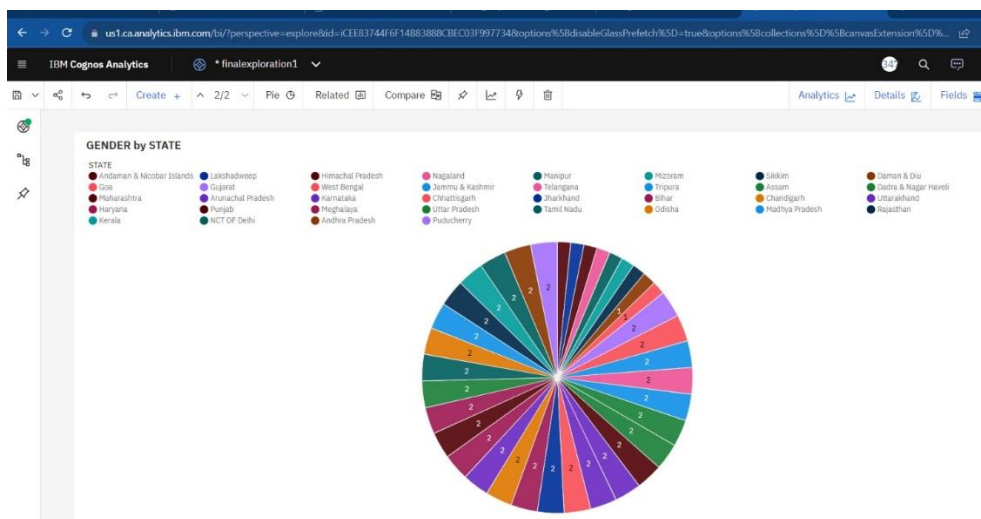 us1.ca.analytics.ibm.com/bi/?perspective=explore&id=iCEE83744F6F14B83888CBEC03F997734&options%5BdisableGlassPrefetch%5D=true&options%5Bcollections%5D%5BcanvasExtension%5D%...
IBM Cognos Analytics * finalexploration1
Create + 2/2 Pie Related Compare Analytics Details Fields
GENDER by STATE
STATE
Andaman & Nicobar Islands Lakshadweep Himachal Pradesh Nagaland Manipur Mizoram Sikkim Daman & Diu
Goa Gujarat West Bengal Jammu & Kashmir Telangana Tripura Assam Dadra & Nagar Haveli
Maharashtra Arunachal Pradesh Karnataka Chhattisgarh Jharkhand Bihar Chandigarh Uttarakhand
Haryana Punjab Meghalaya Uttar Pradesh Tamil Nadu Odisha Madhya Pradesh Rajasthan
Kerala NCT OF Delhi Andhra Pradesh Puducherry
2 2
2 1
2 1
2 2
2 2
2 2
2 2
2 2
2 2
2 2
2 2
2 2
2 2
2 2 2 2 2